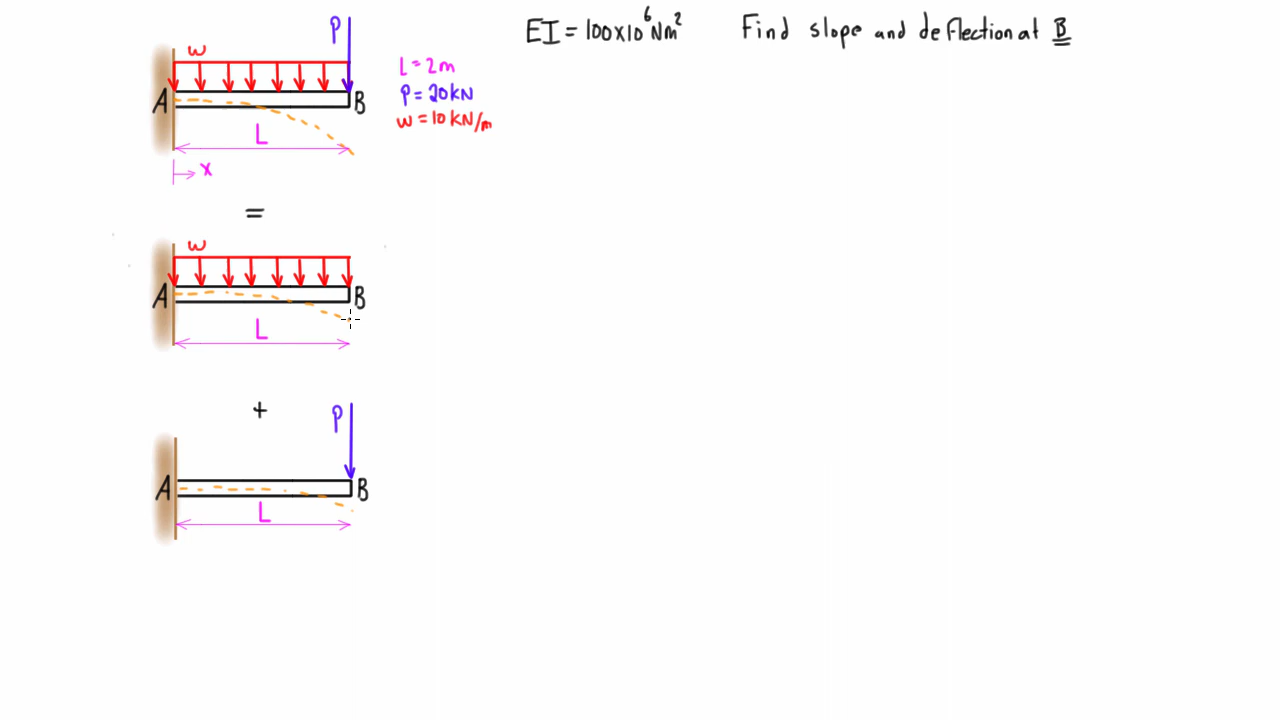 EI = 100x10⁶ Nm² Find slope and deflection at B
P
w
L = 2m
P = 20kN
w = 10 kN/m
A B
L
x
=
w
A B
L
+
P
A B
L